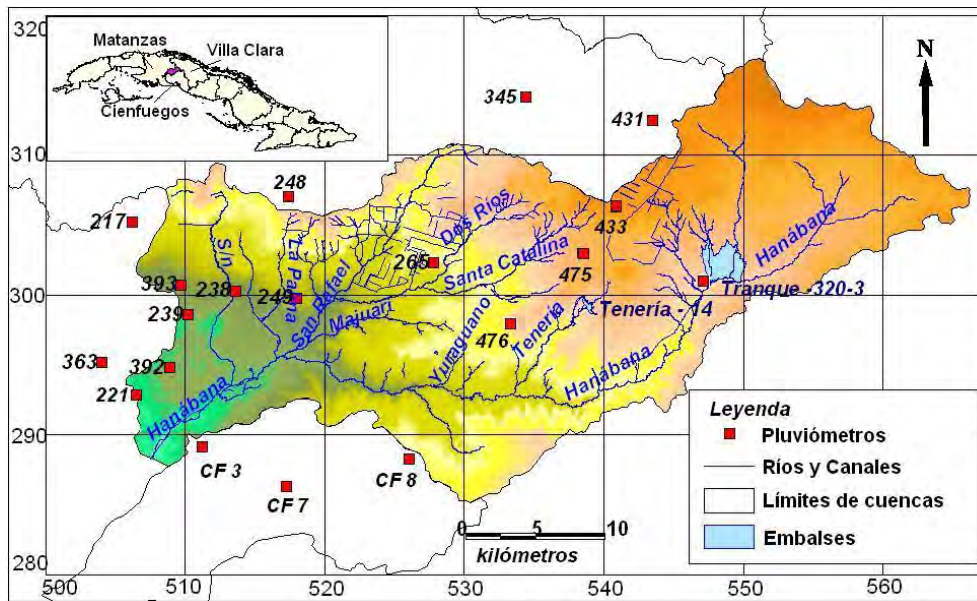 320
310
300
290
280
500
510
520
530
540
550
560
Matanzas
Villa Clara
Cienfuegos
N
345
431
248
217
433
265
475
393
238
249
239
476
363
392
221
CF 3
CF 7
CF 8
S/n
La Palma
San Rafael
Dos Ríos
Santa Catalina
Majuarí
Yuraguano
Tenería
Tenería - 14
Tranque -320-3
Hanábana
Hanábana
Hanábana
0 5 10
kilómetros
Leyenda
Pluviómetros
Ríos y Canales
Límites de cuencas
Embalses